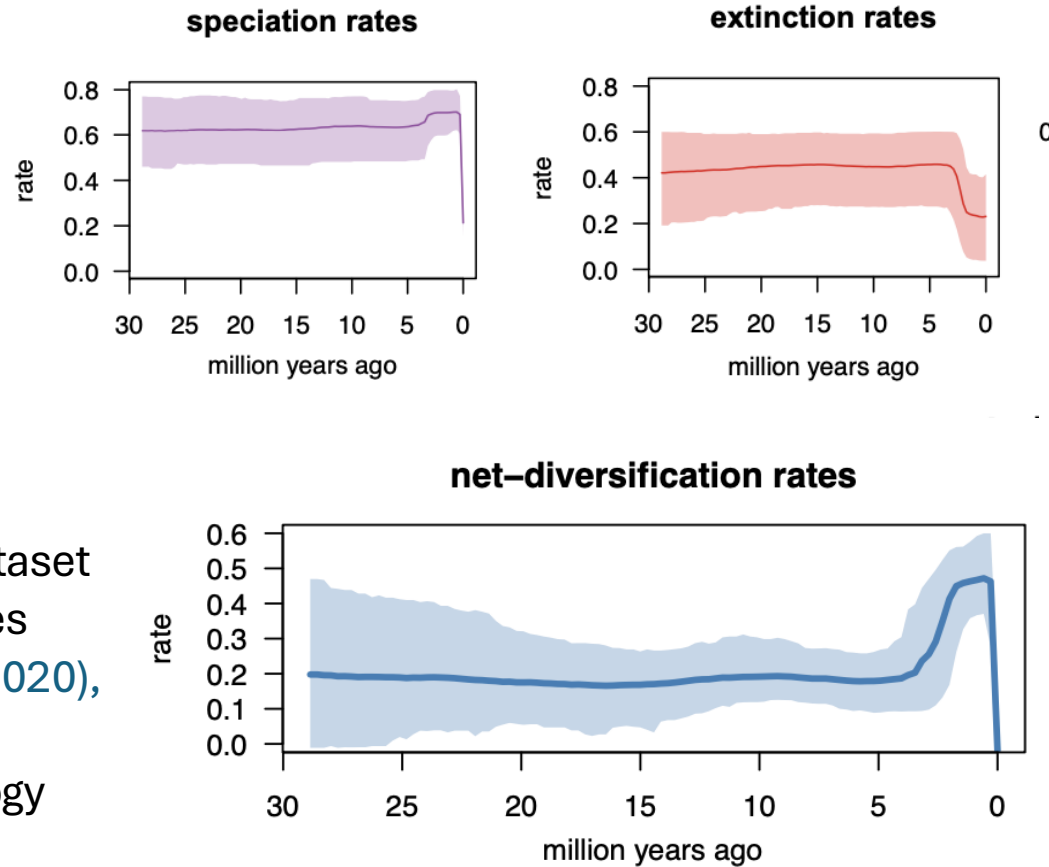 speciation rates
extinction rates
0.8
0.6
0.4
0.2
0.0
rate
30 25 20 15 10 5 0
million years ago
0.8
0.6
0.4
0.2
0.0
rate
30 25 20 15 10 5 0
million years ago
0
net–diversification rates
0.6
0.5
0.4
0.3
0.2
0.1
0.0
rate
30 25 20 15 10 5 0
million years ago
taset
es
020),
gy